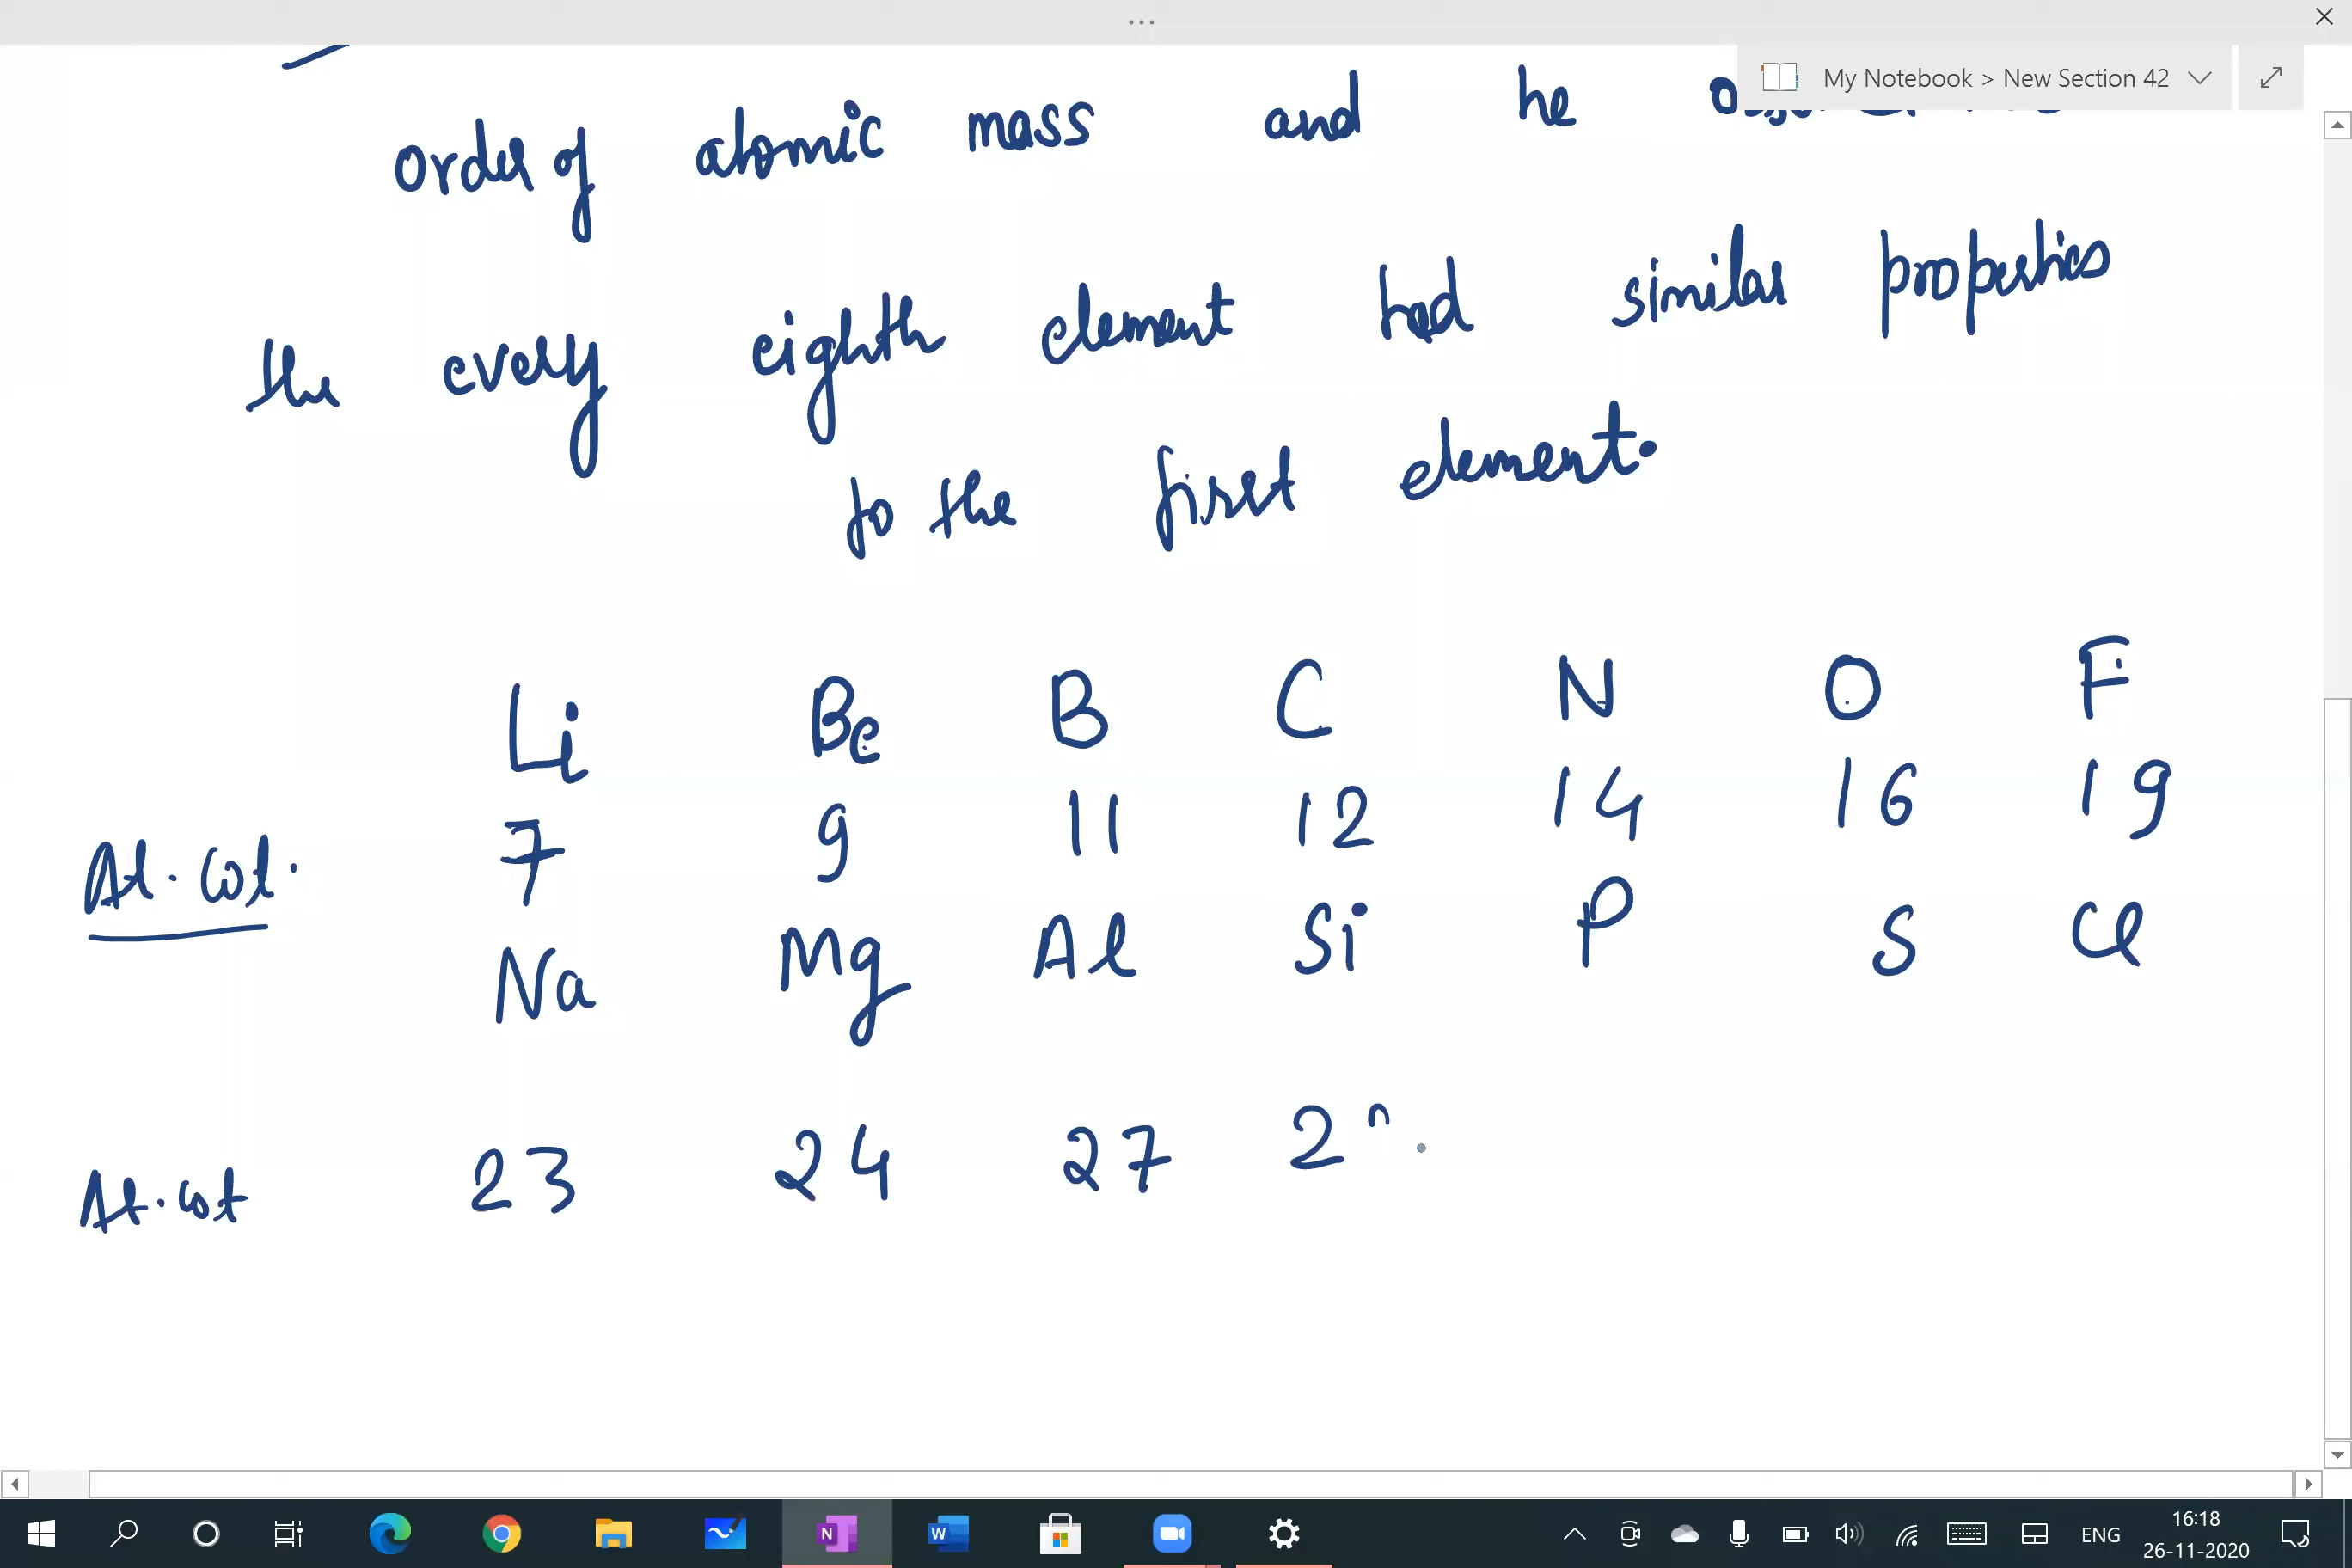 ...
My Notebook > New Section 42
order of atomic mass and he
the every eighth element had similar properties
to the first element.
Li Be B C N O F
At. wt. 7 9 11 12 14 16 19
Na Mg Al Si P S Cl
At. wt 23 24 27 2
ENG
16:18
26-11-2020